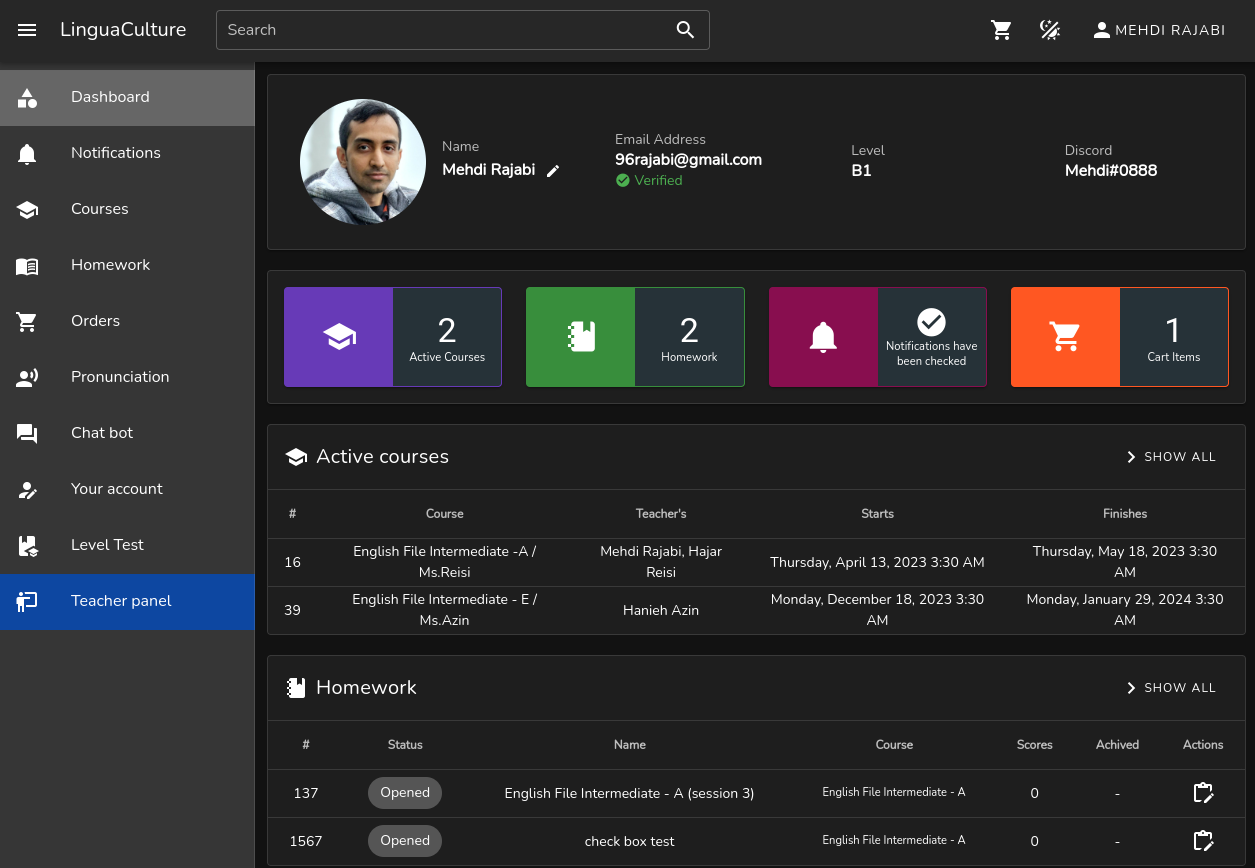 LinguaCulture
Search
MEHDI RAJABI
Dashboard
Notifications
Courses
Homework
Orders
Pronunciation
Chat bot
Your account
Level Test
Teacher panel
Name
Mehdi Rajabi
Email Address
96rajabi@gmail.com
Verified
Level
B1
Discord
Mehdi#0888
2
Active Courses
2
Homework
Notifications have
been checked
1
Cart Items
Active courses
SHOW ALL
# Course Teacher's Starts Finishes
16 English File Intermediate -A / Mehdi Rajabi, Hajar Thursday, April 13, 2023 3:30 AM Thursday, May 18, 2023 3:30
Ms.Reisi Reisi AM
39 English File Intermediate - E / Hanieh Azin Monday, December 18, 2023 3:30 Monday, January 29, 2024 3:30
Ms.Azin AM AM
Homework
SHOW ALL
# Status Name Course Scores Achived Actions
137 Opened English File Intermediate - A (session 3) English File Intermediate - A 0 -
1567 Opened check box test English File Intermediate - A 0 -